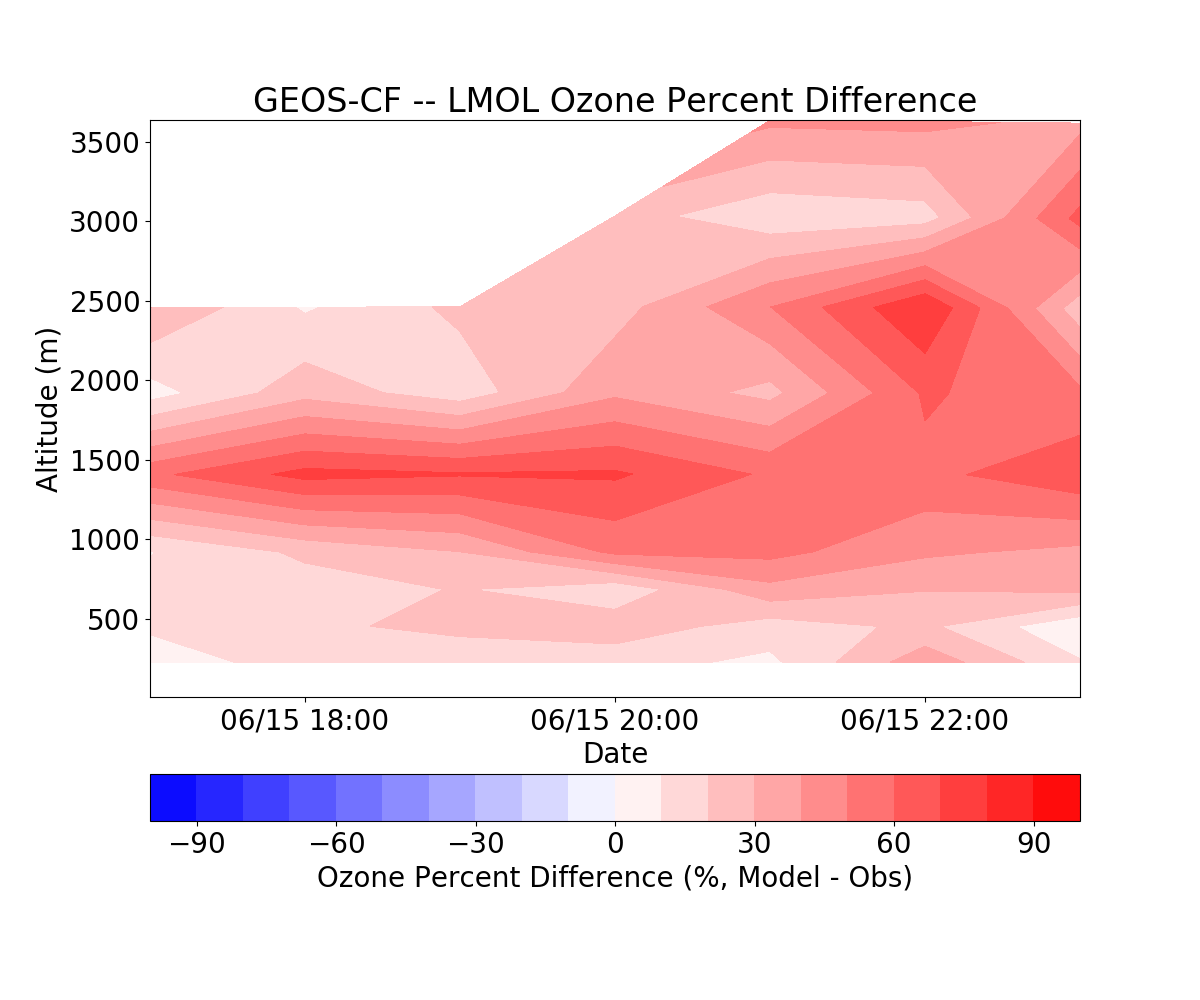 GEOS-CF -- LMOL Ozone Percent Difference
3500
3000
2500
2000
1500
1000
500
Altitude (m)
06/15 18:00 06/15 20:00 06/15 22:00
Date
−90 −60 −30 0 30 60 90
Ozone Percent Difference (%, Model - Obs)